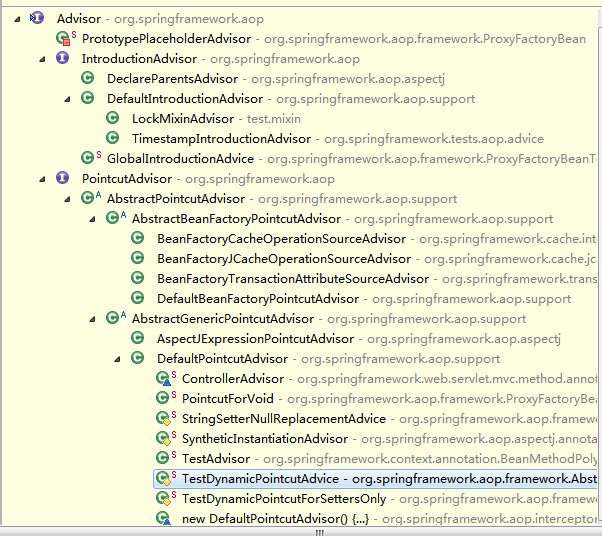 Advisor - org.springframework.aop
PrototypePlaceholderAdvisor - org.springframework.aop.framework.ProxyFactoryBean
IntroductionAdvisor - org.springframework.aop
DeclareParentsAdvisor - org.springframework.aop.aspectj
DefaultIntroductionAdvisor - org.springframework.aop.support
LockMixinAdvisor - test.mixin
TimestampIntroductionAdvisor - org.springframework.tests.aop.advice
GlobalIntroductionAdvice - org.springframework.aop.framework.ProxyFactoryBeanT
PointcutAdvisor - org.springframework.aop
AbstractPointcutAdvisor - org.springframework.aop.support
AbstractBeanFactoryPointcutAdvisor - org.springframework.aop.support
BeanFactoryCacheOperationSourceAdvisor - org.springframework.cache.int
BeanFactoryJCacheOperationSourceAdvisor - org.springframework.cache.jc
BeanFactoryTransactionAttributeSourceAdvisor - org.springframework.trans
DefaultBeanFactoryPointcutAdvisor - org.springframework.aop.support
AbstractGenericPointcutAdvisor - org.springframework.aop.support
AspectJExpressionPointcutAdvisor - org.springframework.aop.aspectj
DefaultPointcutAdvisor - org.springframework.aop.support
ControllerAdvisor - org.springframework.web.servlet.mvc.method.annot
PointcutForVoid - org.springframework.aop.framework.ProxyFactoryBea
StringSetterNullReplacementAdvice - org.springframework.aop.framew
SyntheticInstantiationAdvisor - org.springframework.aop.aspectj.annota
TestAdvisor - org.springframework.context.annotation.BeanMethodPoly
TestDynamicPointcutAdvice - org.springframework.aop.framework.Abst
TestDynamicPointcutForSettersOnly - org.springframework.aop.framew
new DefaultPointcutAdvisor() {...} - org.springframework.aop.interceptor